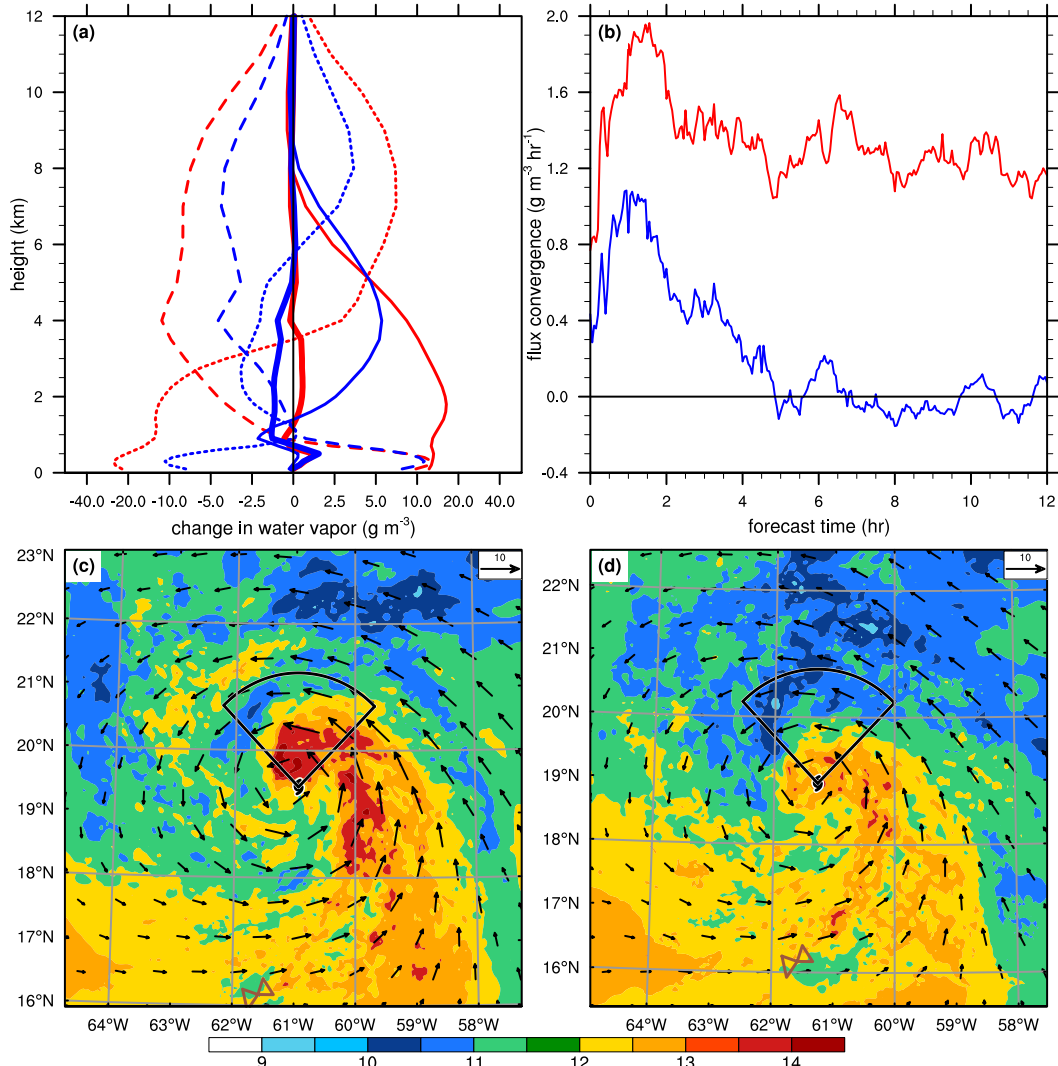 (a)
12
10
8
6
4
2
0
height (km)
-40.0 -20.0 -10.0 -5.0 -2.5 0 2.5 5.0 10.0 20.0 40.0
change in water vapor (g m⁻³)
(b)
2.0
1.6
1.2
0.8
0.4
0.0
-0.4
flux convergence (g m⁻³ hr⁻¹)
0 2 4 6 8 10 12
forecast time (hr)
(c)
10
23°N
22°N
21°N
20°N
19°N
18°N
17°N
16°N
64°W 63°W 62°W 61°W 60°W 59°W 58°W
(d)
10
22°N
21°N
20°N
19°N
18°N
17°N
16°N
64°W 63°W 62°W 61°W 60°W 59°W 58°W
9 10 11 12 13 14